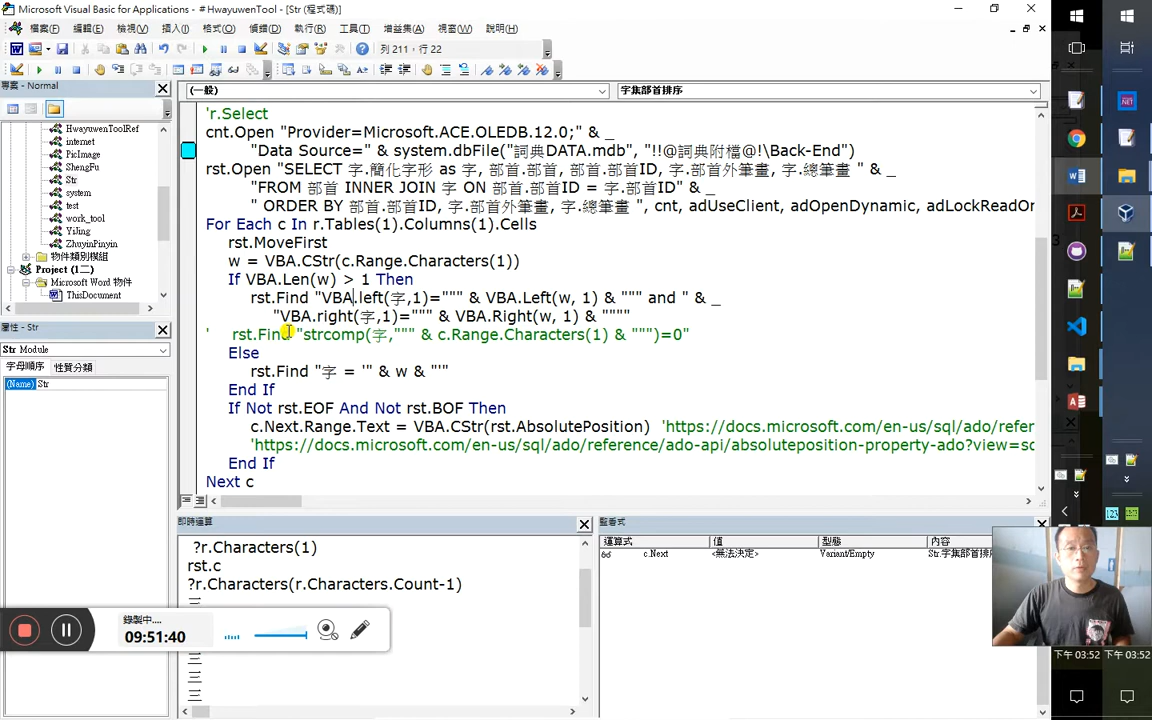 Microsoft Visual Basic for Applications - #HwayuwenTool - [Str (程式碼)]
檔案(F) 編輯(E) 檢視(V) 插入(I) 格式(O) 偵錯(D) 執行(R) 工具(T) 增益集(A) 視窗(W) 說明(H)
列 211，行 22
專案 - Normal
HwayuwenToolRef
internet
PicImage
ShengFu
Str
system
test
work_tool
YiJing
ZhuyinPinyin
物件類別模組
Project (1二)
Microsoft Word 物件
ThisDocument
屬性 - Str
Str Module
字母順序 性質分類
(Name) Str
(一般) 字集部首排序
'r.Select
cnt.Open "Provider=Microsoft.ACE.OLEDB.12.0;" & _
"Data Source=" & system.dbFile("詞典DATA.mdb", "!!@詞典附檔@!\Back-End")
rst.Open "SELECT 字.簡化字形 as 字, 部首.部首, 部首.部首ID, 字.部首外筆畫, 字.總筆畫 " & _
"FROM 部首 INNER JOIN 字 ON 部首.部首ID = 字.部首ID" & _
" ORDER BY 部首.部首ID, 字.部首外筆畫, 字.總筆畫 ", cnt, adUseClient, adOpenDynamic, adLockReadOn
For Each c In r.Tables(1).Columns(1).Cells
rst.MoveFirst
w = VBA.CStr(c.Range.Characters(1))
If VBA.Len(w) > 1 Then
rst.Find "VBA.left(字,1)=""" & VBA.Left(w, 1) & """ and " & _
"VBA.right(字,1)=""" & VBA.Right(w, 1) & """"
' rst.Find "strcomp(字,""" & c.Range.Characters(1) & """)=0"
Else
rst.Find "字 = '" & w & "'"
End If
If Not rst.EOF And Not rst.BOF Then
c.Next.Range.Text = VBA.CStr(rst.AbsolutePosition) 'https://docs.microsoft.com/en-us/sql/ado/refer
'https://docs.microsoft.com/en-us/sql/ado/reference/ado-api/absoluteposition-property-ado?view=sq
End If
Next c
即時運算
?r.Characters(1)
rst.c
?r.Characters(r.Characters.Count-1)
三
三
三
三
監看式
運算式 值 型態 內容
c.Next <無法決定> Variant/Empty Str.字集部首排序
錄製中....
09:51:40
下午 03:52 下午 03:52